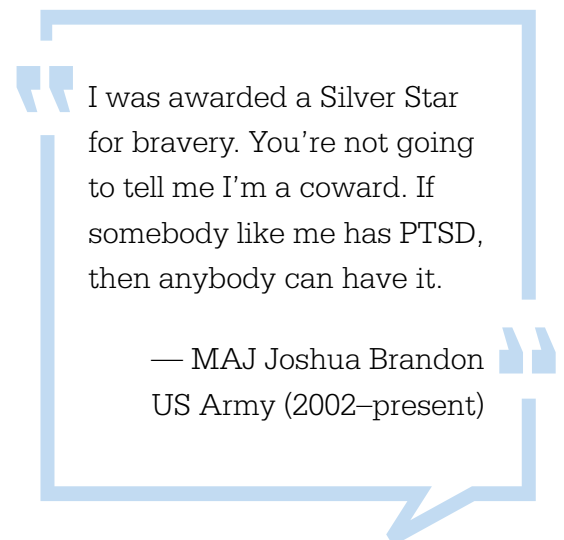 I was awarded a Silver Star
for bravery. You’re not going
to tell me I’m a coward. If
somebody like me has PTSD,
then anybody can have it.
— MAJ Joshua Brandon
US Army (2002–present)